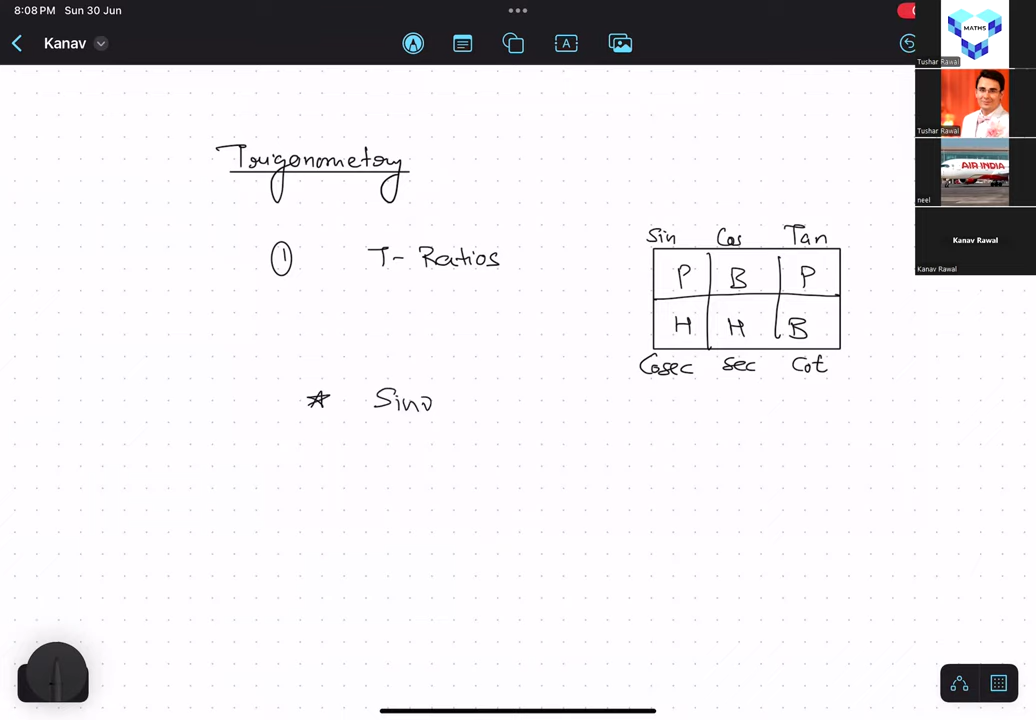 8:08 PM Sun 30 Jun
Kanav
A
MATHS
Tushar Rawal
Tushar Rawal
AIR INDIA
neel
Kanav Rawal
Kanav Rawal
Trigonometry
① T- Ratios
Sin Cos Tan
P B P
H H B
Cosec Sec Cot
☆ Sino